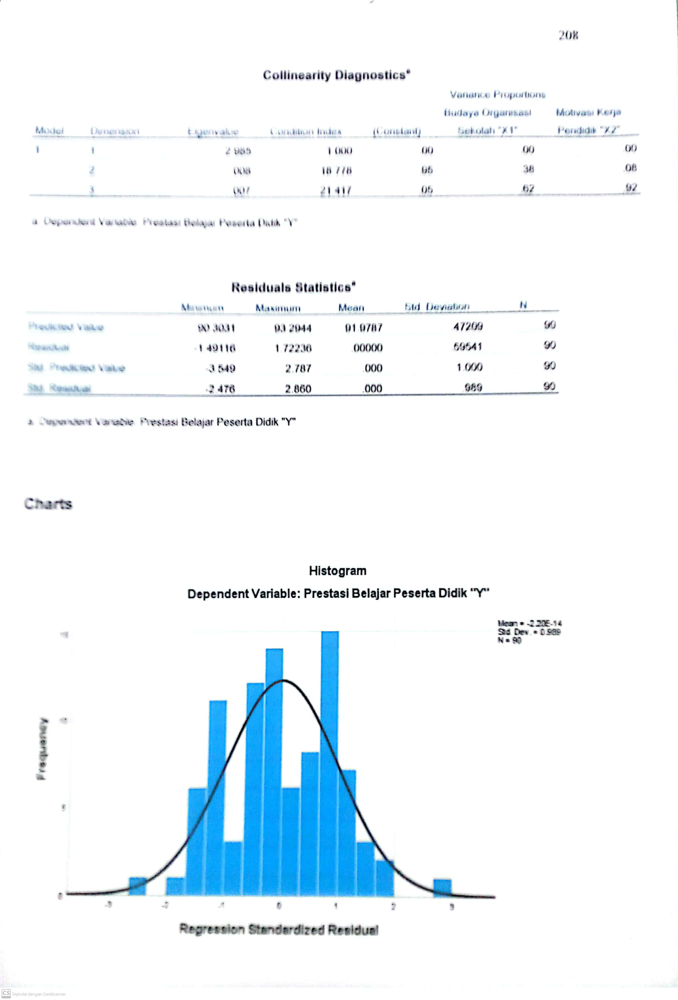 208
Collinearity Diagnosticsᵃ
Variance Proportions
Budaya Organisasi Motivasi Kerja
Model Dimension Eigenvalue Condition Index (Constant) Sekolah "X1" Pendidik "X2"
1 1 2.985 1.000 .00 .00 .00
2 .008 18.778 .95 .38 .08
3 .007 21.417 .05 .62 .92
a. Dependent Variable: Prestasi Belajar Peserta Didik "Y"
Residuals Statisticsᵃ
Minimum Maximum Mean Std. Deviation N
Predicted Value 90.3031 93.2944 91.9787 .47209 90
Residual -1.49116 1.72236 .00000 .59541 90
Std. Predicted Value -3.549 2.787 .000 1.000 90
Std. Residual -2.476 2.860 .000 .989 90
a. Dependent Variable: Prestasi Belajar Peserta Didik "Y"
Charts
Histogram
Dependent Variable: Prestasi Belajar Peserta Didik "Y"
Mean = -2.20E-14
Std. Dev. = 0.989
N = 90
15
10
Frequency
5
0
-3 -2 -1 0 1 2 3
Regression Standardized Residual
CS Dipindai dengan CamScanner